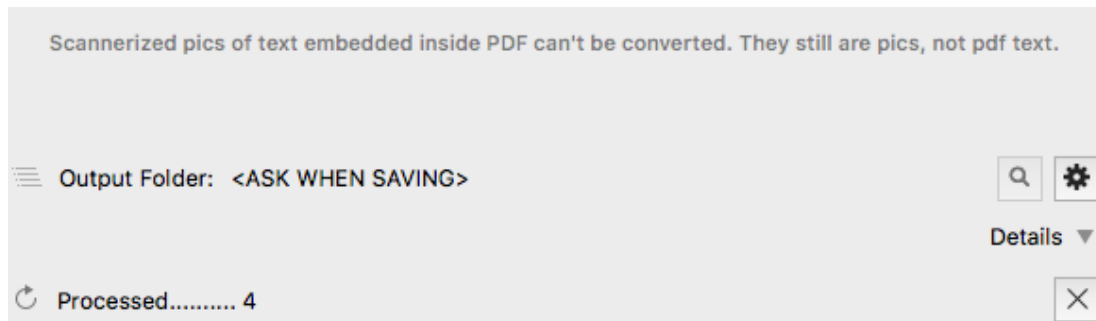 Scannerized pics of text embedded inside PDF can't be converted. They still are pics, not pdf text.
Output Folder: <ASK WHEN SAVING>
Details
Processed.......... 4